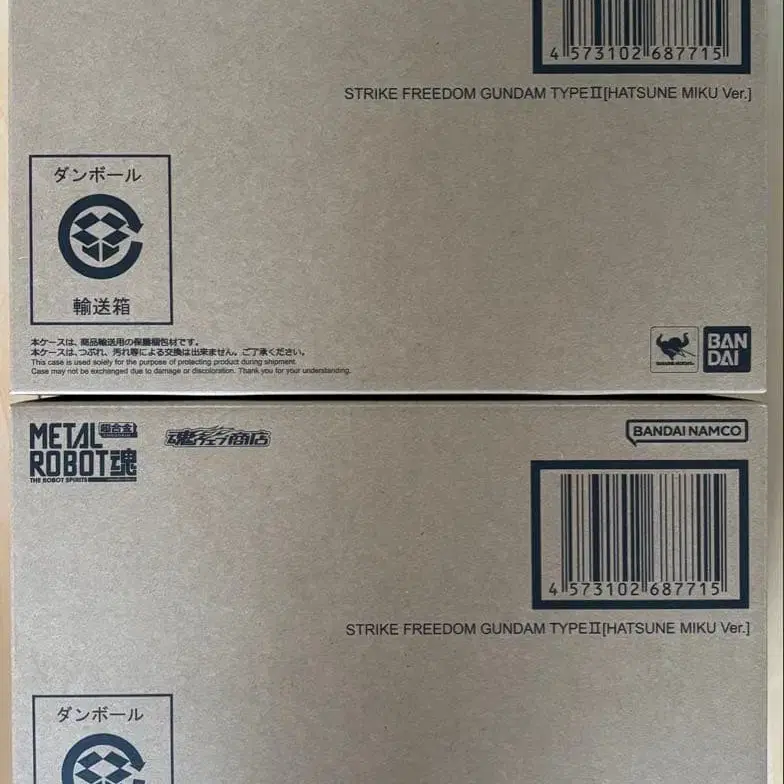 4 573102 687715
STRIKE FREEDOM GUNDAM TYPEⅡ[HATSUNE MIKU Ver.]
ダンボール
輸送箱
本ケースは、商品輸送用の保護梱包材です。
本ケースは、つぶれ、汚れ等による交換は出来ません。ご了承ください。
This case is used solely for the purpose of protecting product during shipment.
Case may not be exchanged due to damage or discoloration. Thank you for your understanding.
BAN
DAI
METAL
超合金
ROBOT魂
THE ROBOT SPIRITS
魂ウェブ商店
BANDAI NAMCO
4 573102 687715
STRIKE FREEDOM GUNDAM TYPEⅡ[HATSUNE MIKU Ver.]
ダンボール